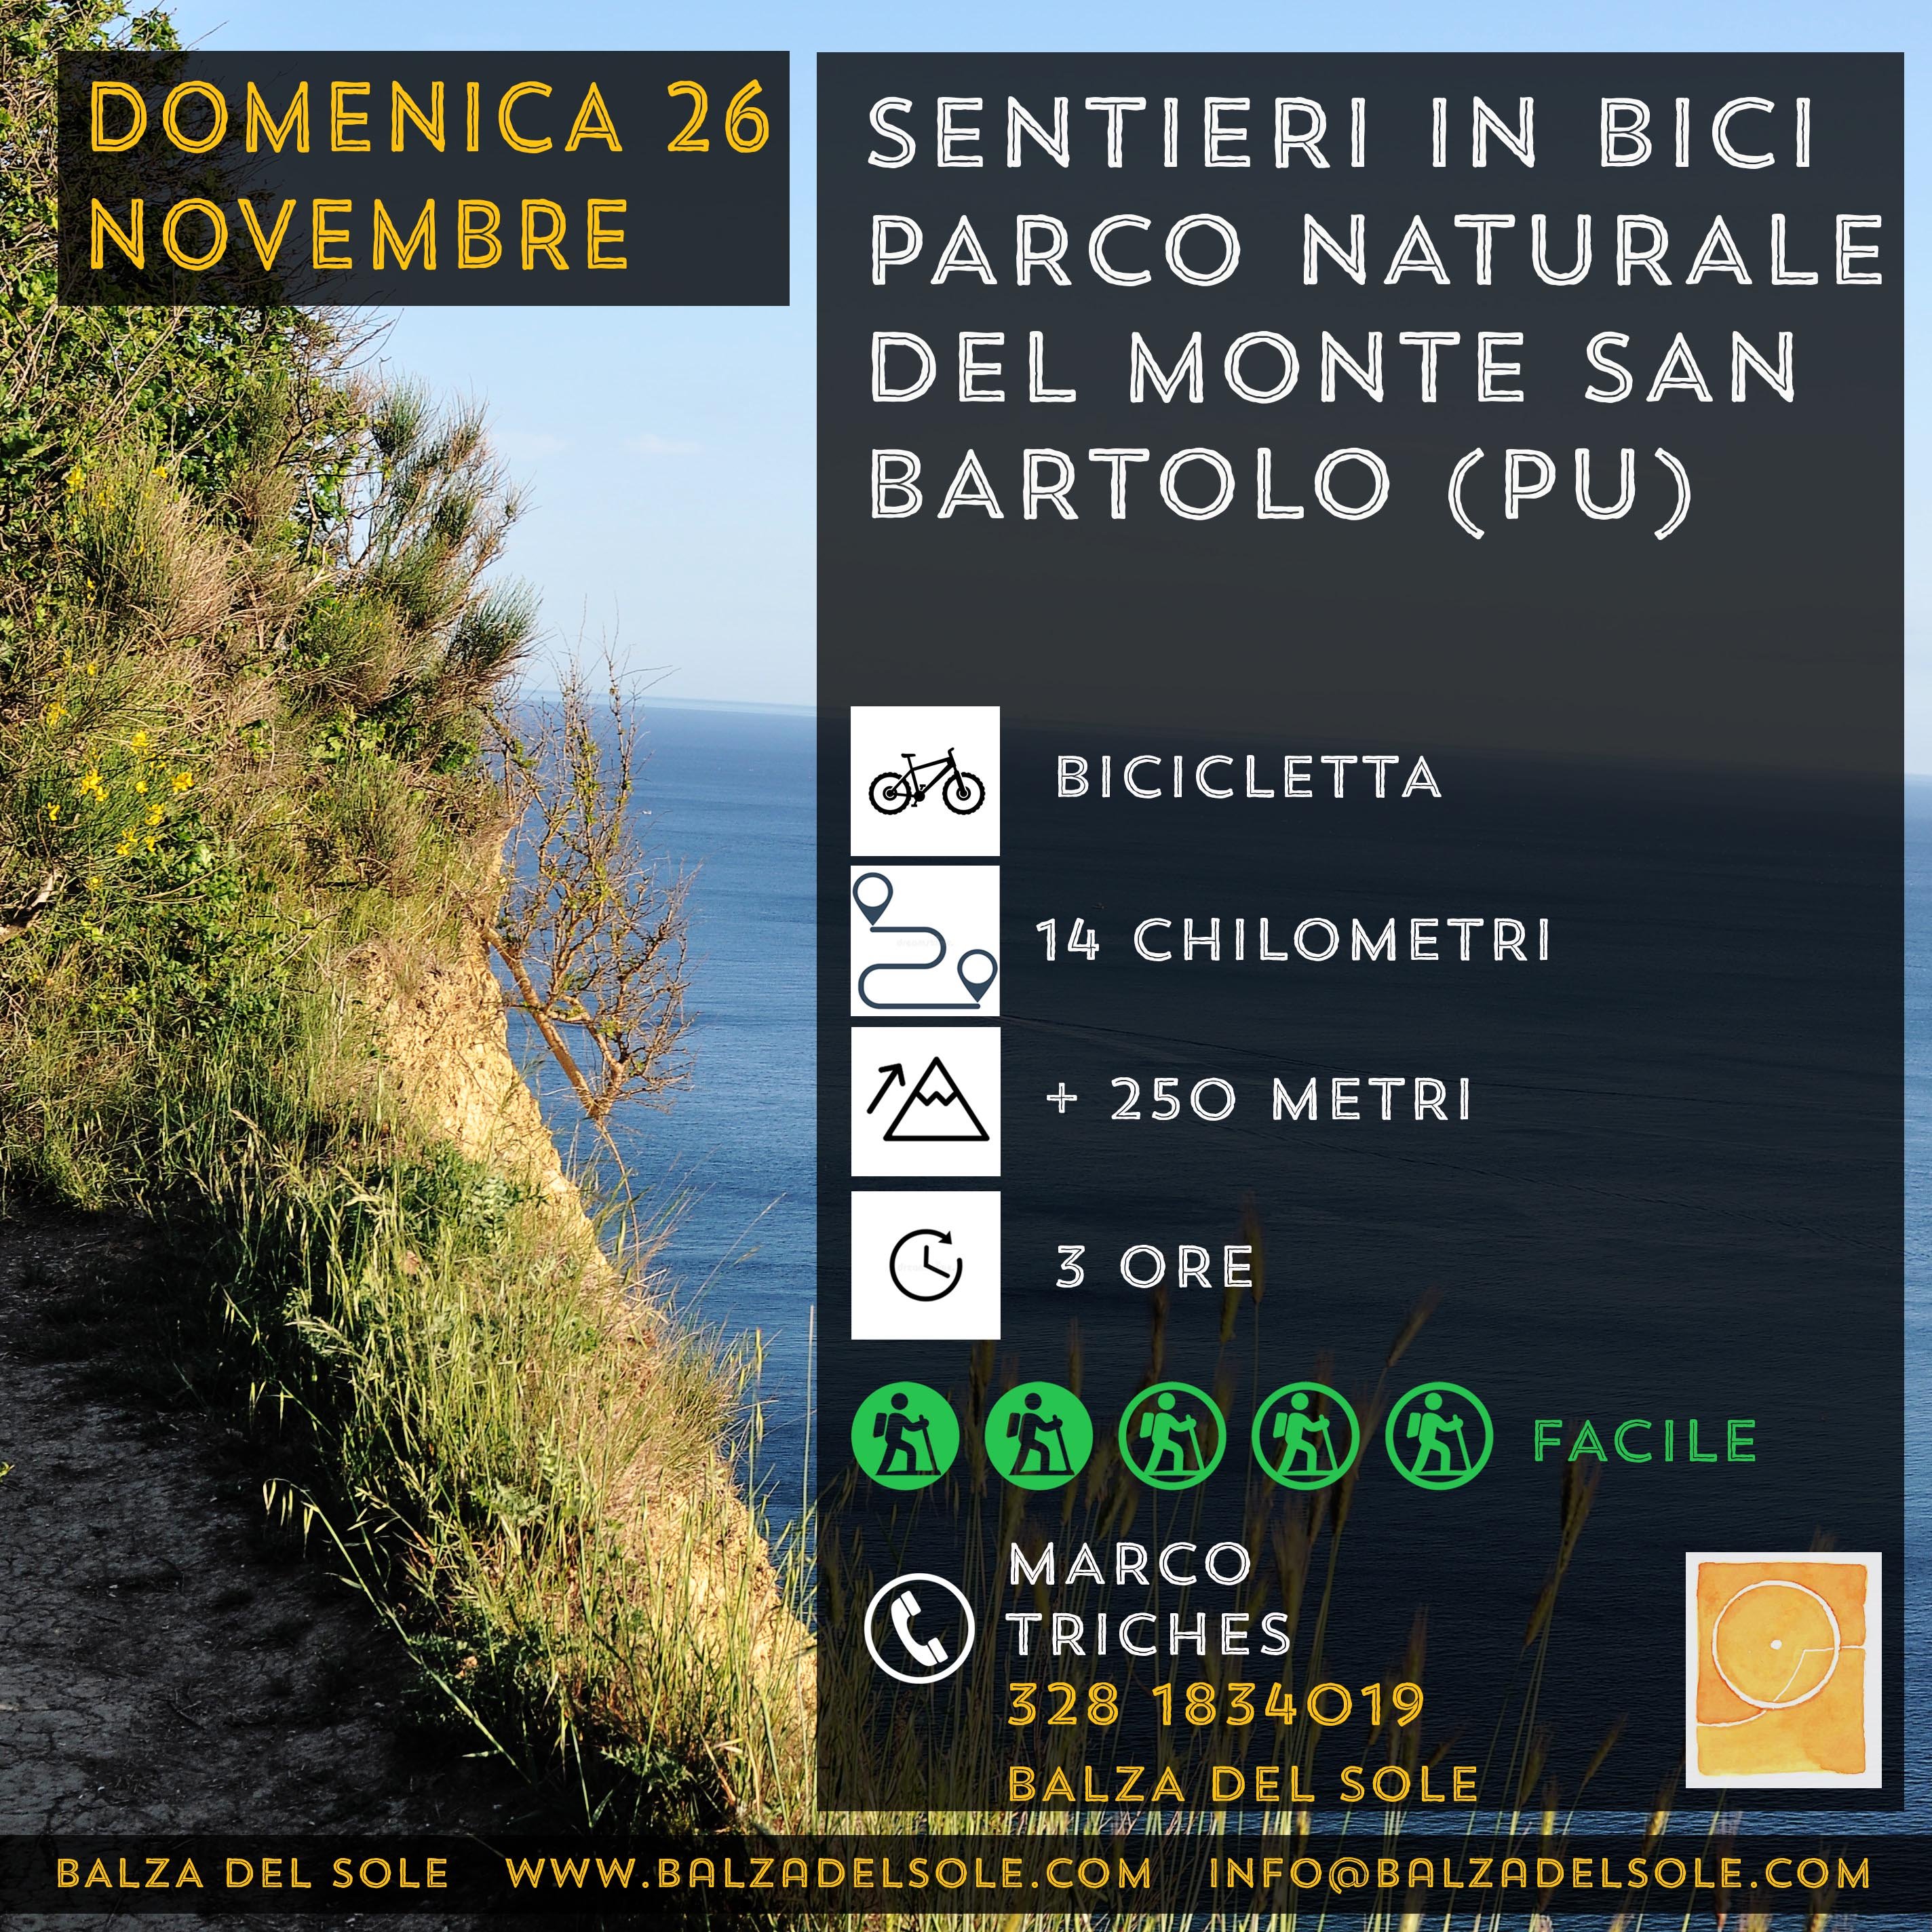 DOMENICA 26
NOVEMBRE
SENTIERI IN BICI
PARCO NATURALE
DEL MONTE SAN
BARTOLO (PU)
BICICLETTA
14 CHILOMETRI
+ 250 METRI
3 ORE
FACILE
MARCO
TRICHES
328 1834019
BALZA DEL SOLE
BALZA DEL SOLE WWW.BALZADELSOLE.COM INFO@BALZADELSOLE.COM